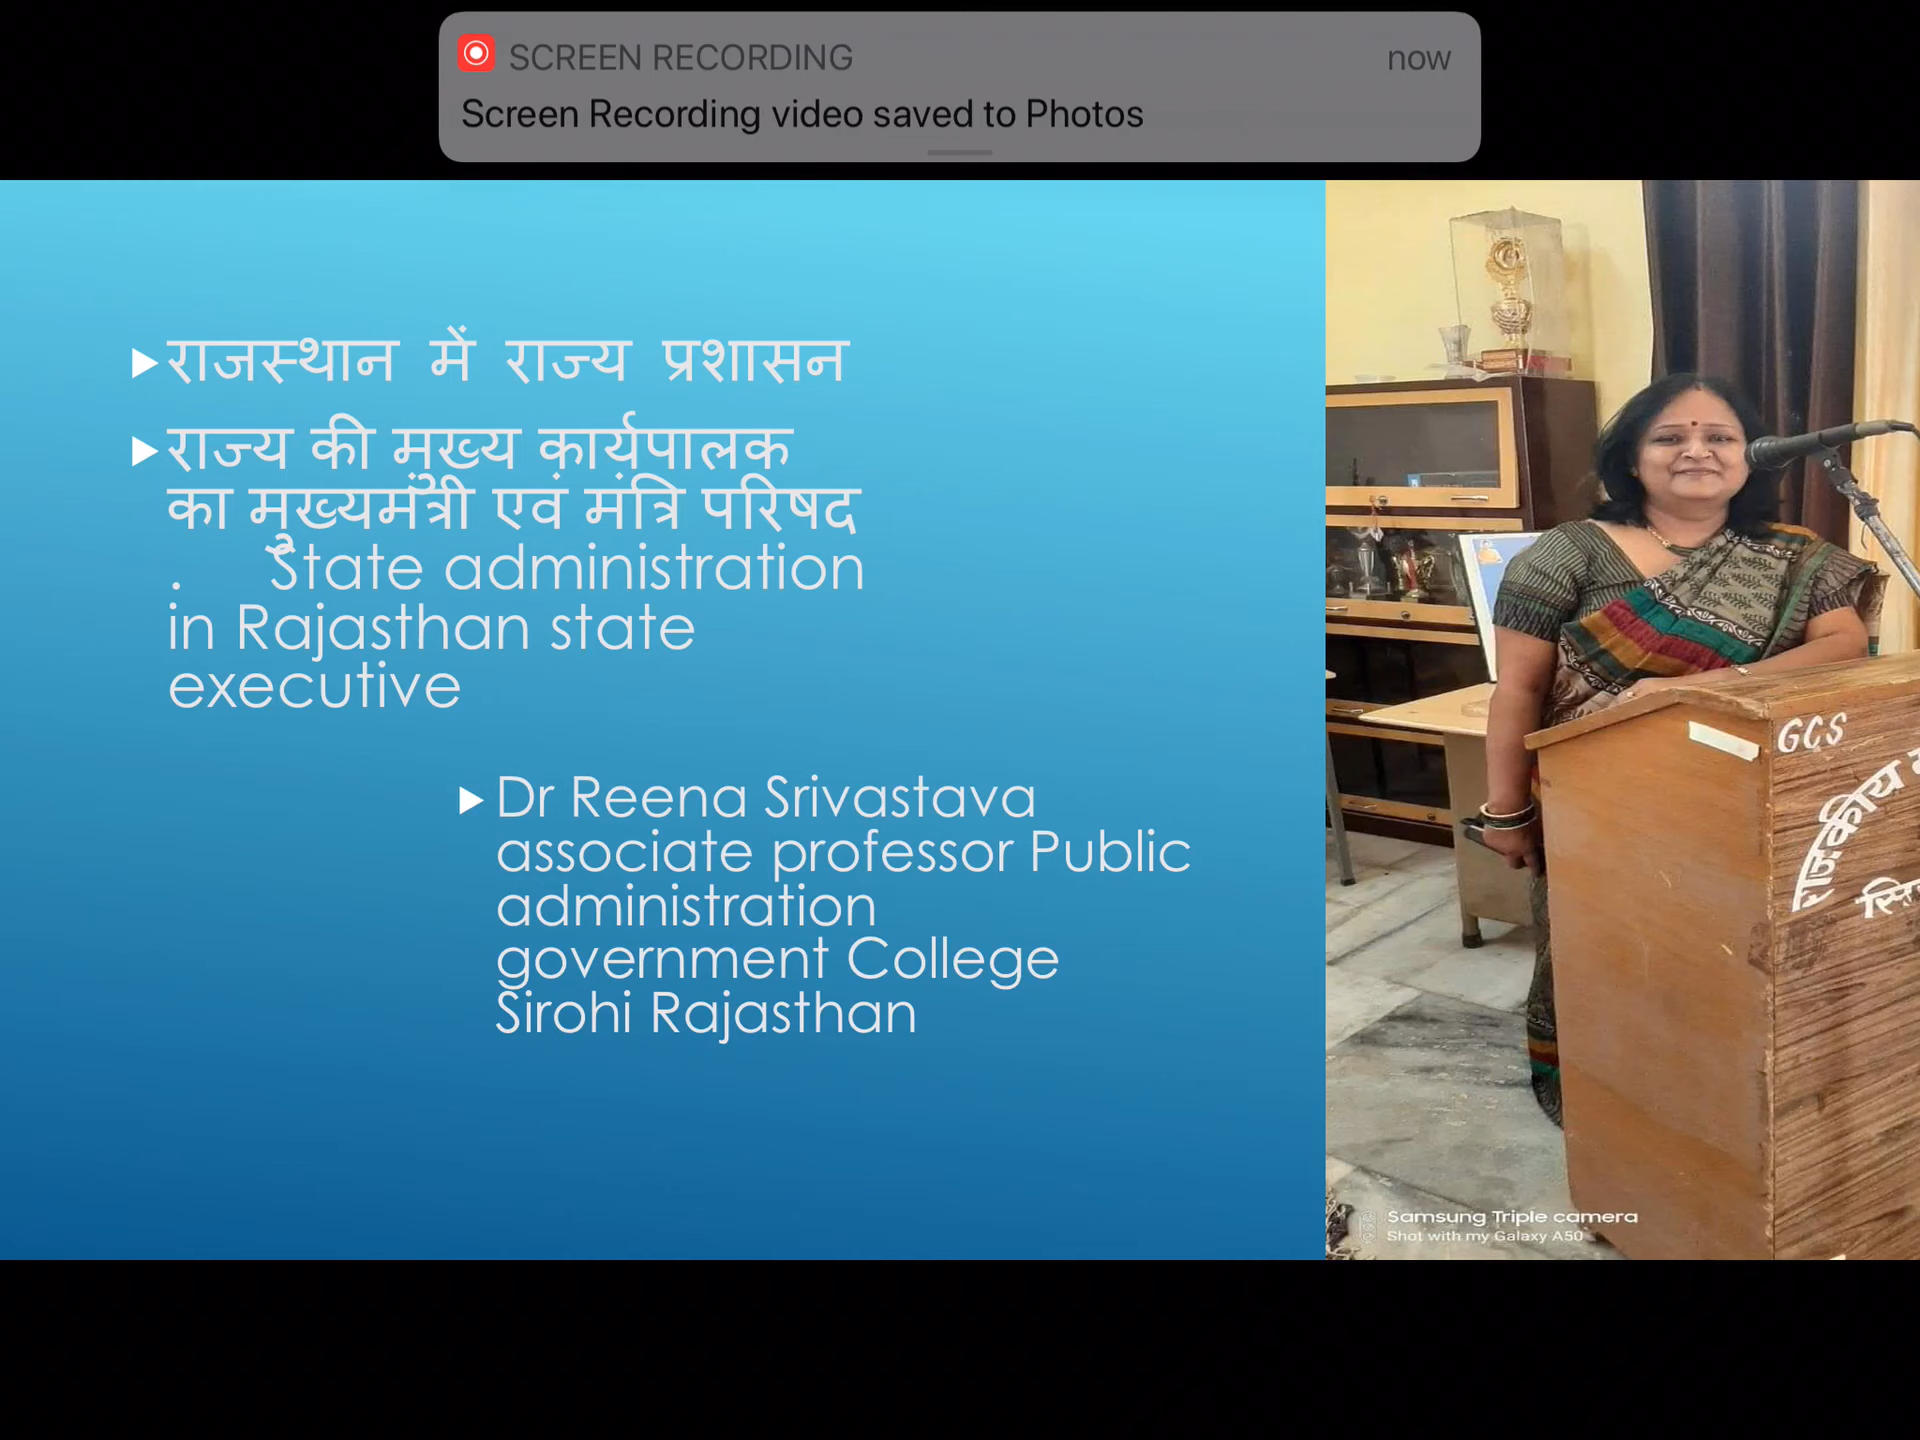 SCREEN RECORDING
now
Screen Recording video saved to Photos
राजस्थान में राज्य प्रशासन
राज्य की मुख्य कार्यपालक
का मुख्यमंत्री एवं मंत्रि परिषद
. State administration
in Rajasthan state
executive
Dr Reena Srivastava
associate professor Public
administration
government College
Sirohi Rajasthan
GCS
राजकीय
Samsung Triple camera
Shot with my Galaxy A50